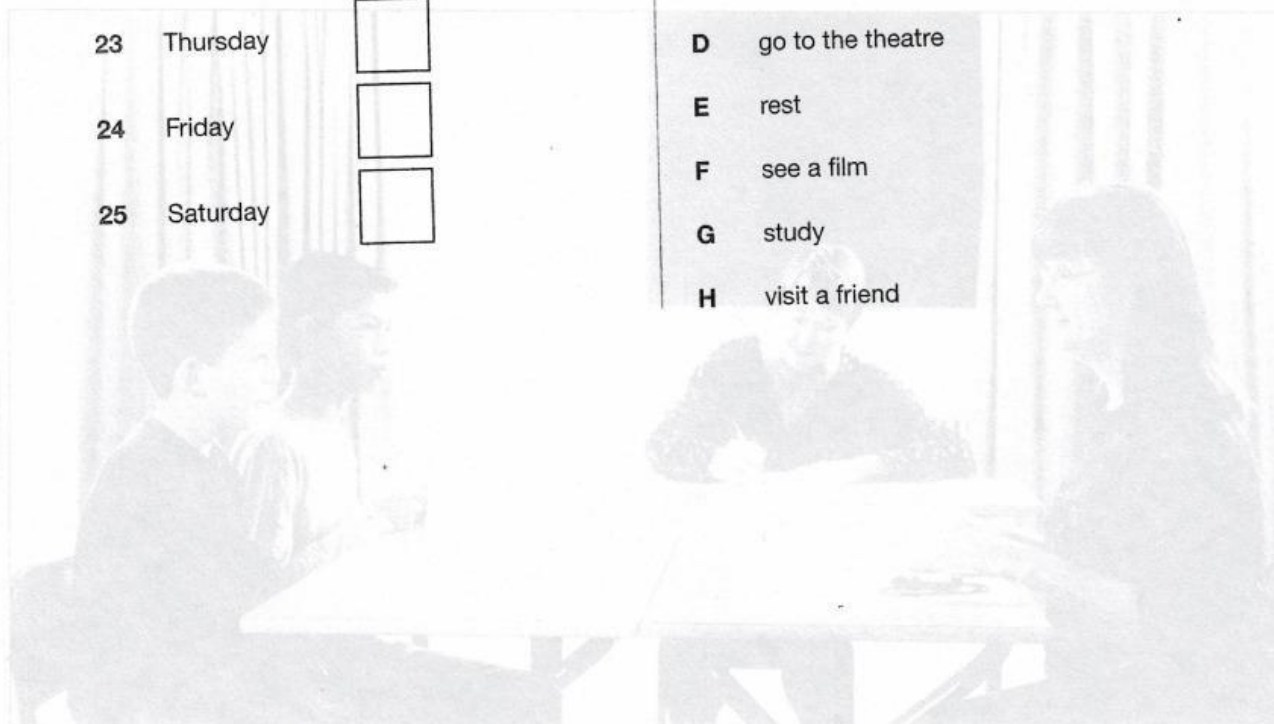 23 Thursday
24 Friday
25 Saturday
D go to the theatre
E rest
F see a film
G study
H visit a friend